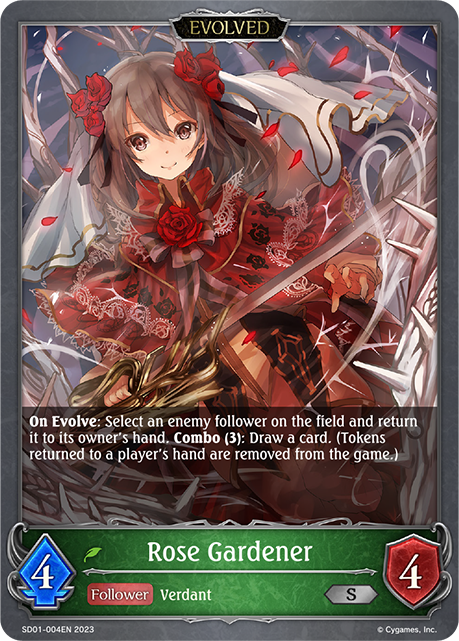 EVOLVED
On Evolve: Select an enemy follower on the field and return
it to its owner's hand. Combo (3): Draw a card. (Tokens
returned to a player's hand are removed from the game.)
Rose Gardener
4
4
Follower Verdant
S
SD01-004EN 2023
© Cygames, Inc.